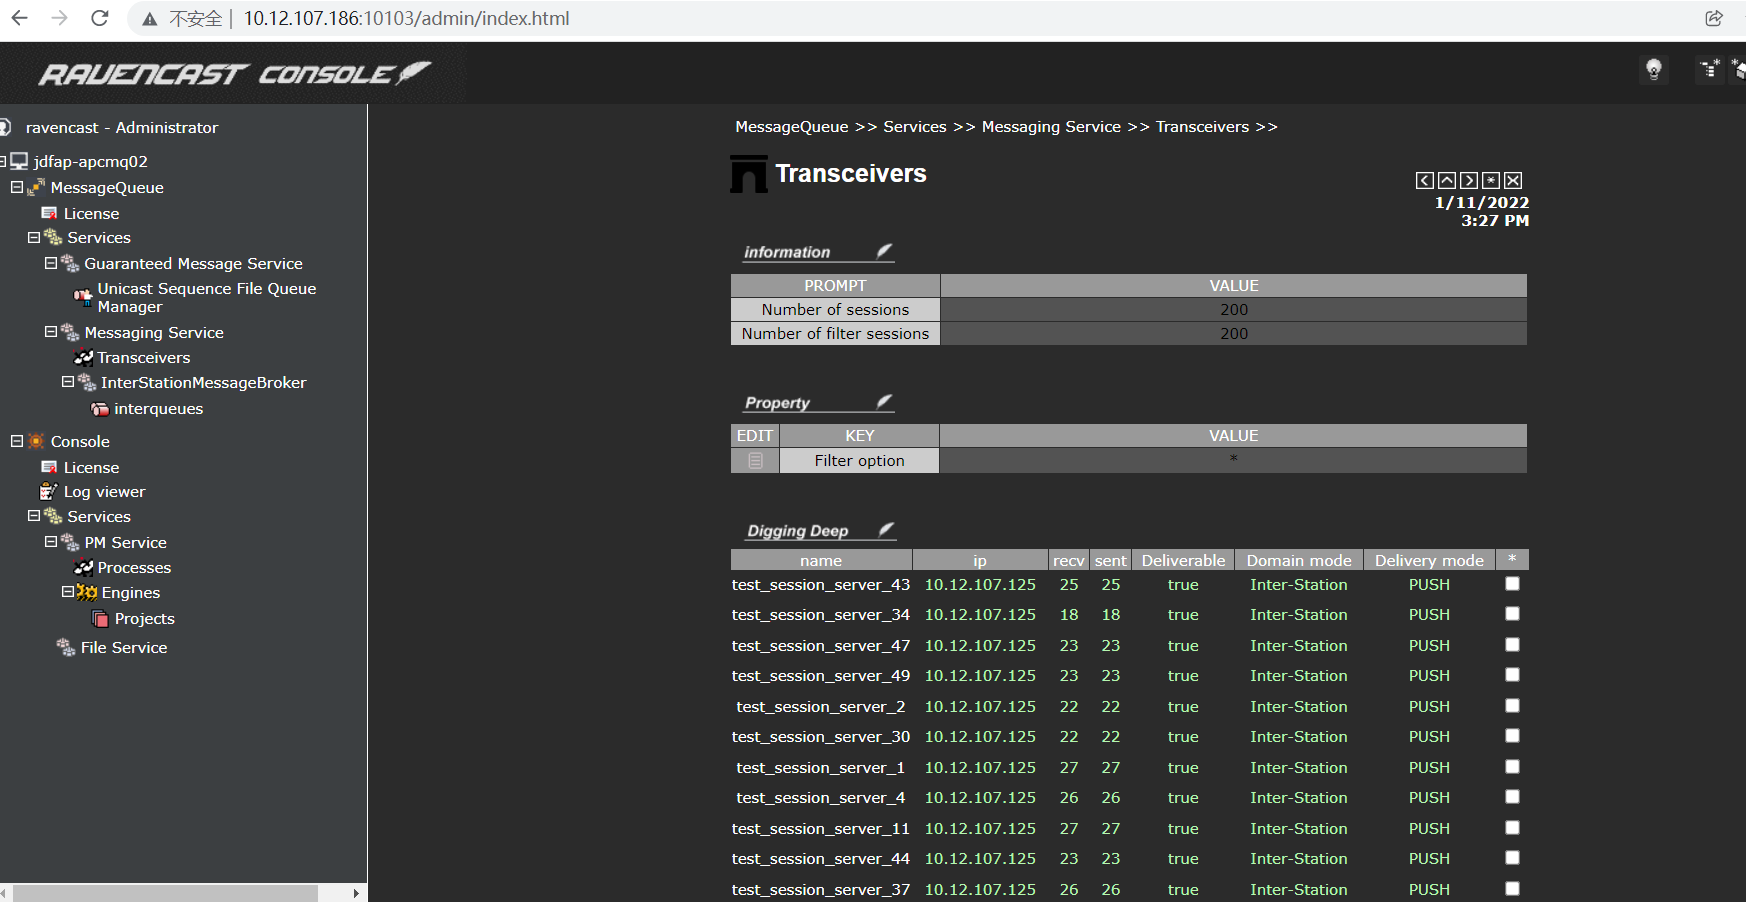 不安全 | 10.12.107.186:10103/admin/index.html
RAVENCAST CONSOLE
ravencast - Administrator
jdfap-apcmq02
MessageQueue
License
Services
Guaranteed Message Service
Unicast Sequence File Queue
Manager
Messaging Service
Transceivers
InterStationMessageBroker
interqueues
Console
License
Log viewer
Services
PM Service
Processes
Engines
Projects
File Service
MessageQueue >> Services >> Messaging Service >> Transceivers >>
Transceivers
1/11/2022
3:27 PM
information
PROMPT VALUE
Number of sessions 200
Number of filter sessions 200
Property
EDIT KEY VALUE
Filter option *
Digging Deep
name ip recv sent Deliverable Domain mode Delivery mode *
test_session_server_43 10.12.107.125 25 25 true Inter-Station PUSH
test_session_server_34 10.12.107.125 18 18 true Inter-Station PUSH
test_session_server_47 10.12.107.125 23 23 true Inter-Station PUSH
test_session_server_49 10.12.107.125 23 23 true Inter-Station PUSH
test_session_server_2 10.12.107.125 22 22 true Inter-Station PUSH
test_session_server_30 10.12.107.125 22 22 true Inter-Station PUSH
test_session_server_1 10.12.107.125 27 27 true Inter-Station PUSH
test_session_server_4 10.12.107.125 26 26 true Inter-Station PUSH
test_session_server_11 10.12.107.125 27 27 true Inter-Station PUSH
test_session_server_44 10.12.107.125 23 23 true Inter-Station PUSH
test_session_server_37 10.12.107.125 26 26 true Inter-Station PUSH